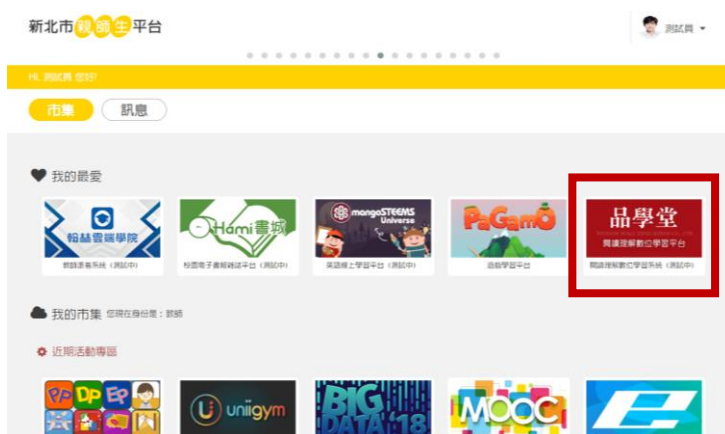 新北市親師生平台
測試員
Hi, 測試員 您好!
市集
訊息
我的最愛
翰林雲端學院
Hami書城
mangoSTEEMS
Universe
PaGamO
品學堂
閱讀理解數位學習平台
教師派卷系統（測試中）
校園電子書報雜誌平台（測試中）
英語線上學習平台（測試中）
遊戲學習平台
閱讀理解數位學習系統（測試中）
我的市集 您現在身份是：教師
近期活動專區
PP DP EP
uniigym
BIG
DATA'18
MOOC